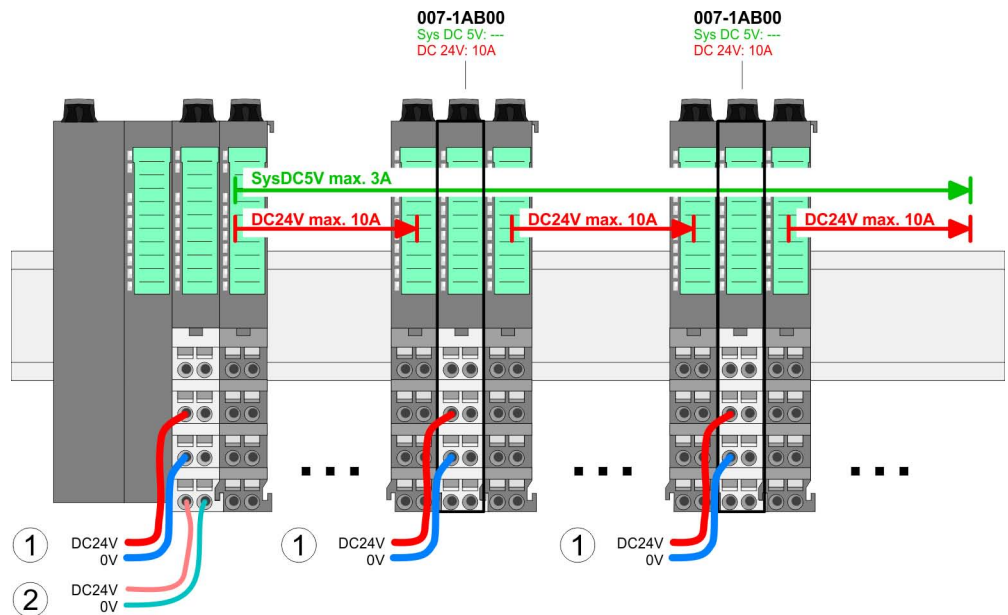 007-1AB00
Sys DC 5V: ---
DC 24V: 10A
007-1AB00
Sys DC 5V: ---
DC 24V: 10A
SysDC5V max. 3A
DC24V max. 10A
DC24V max. 10A
DC24V max. 10A
1
DC24V
0V
1
DC24V
0V
1
DC24V
0V
2
DC24V
0V